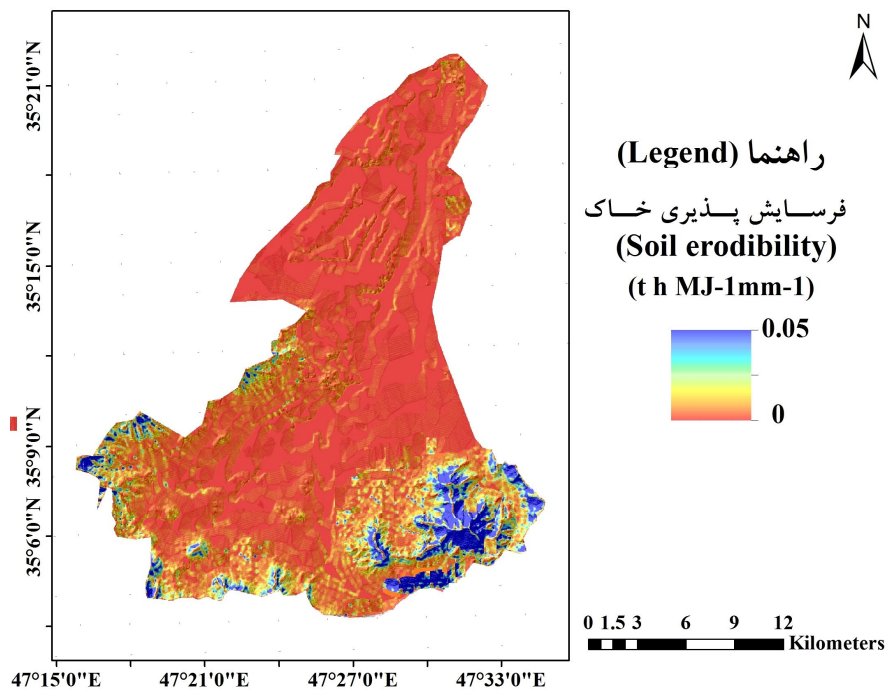 N
راهنما (Legend)
فرسایش پذیری خاک
(Soil erodibility)
(t h MJ-1mm-1)
0.05
0
35°21'0"N
35°15'0"N
35°9'0"N
35°6'0"N
47°15'0"E 47°21'0"E 47°27'0"E 47°33'0"E
0 1.5 3 6 9 12
Kilometers